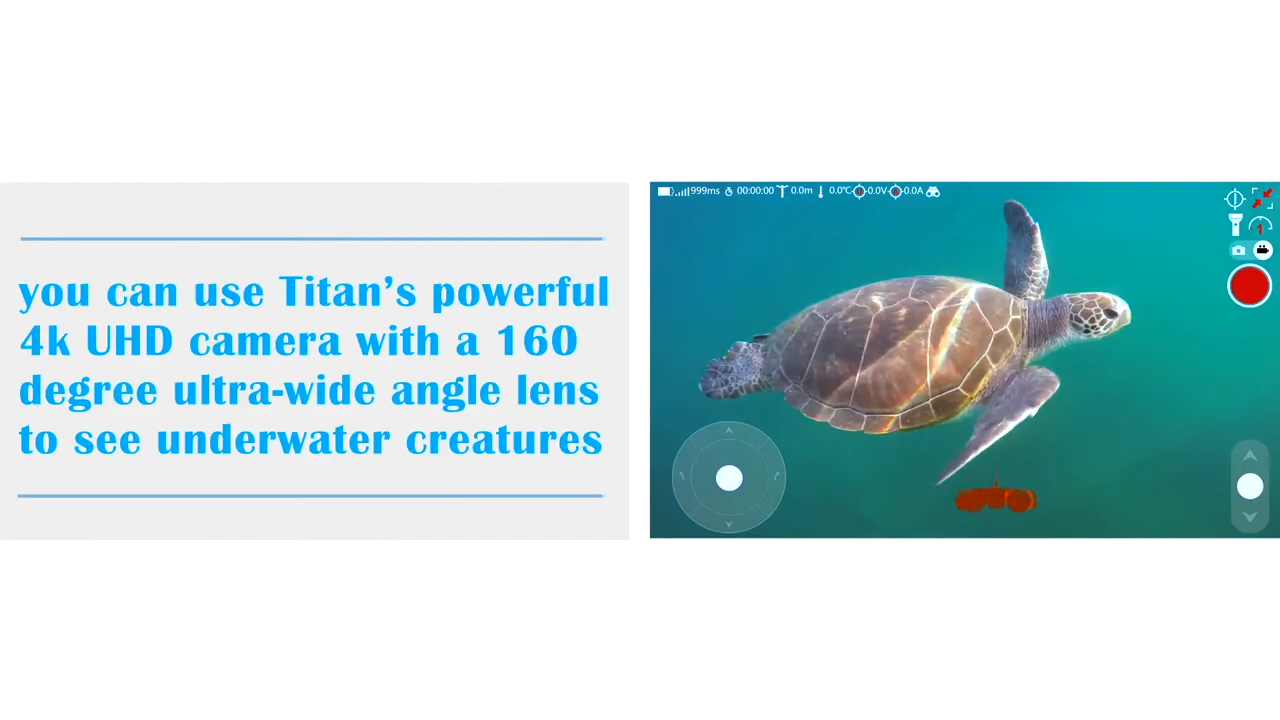 you can use Titan's powerful
4k UHD camera with a 160
degree ultra-wide angle lens
to see underwater creatures
999ms 00:00:00 0.0m 0.0℃ 0.0V 0.0A
1